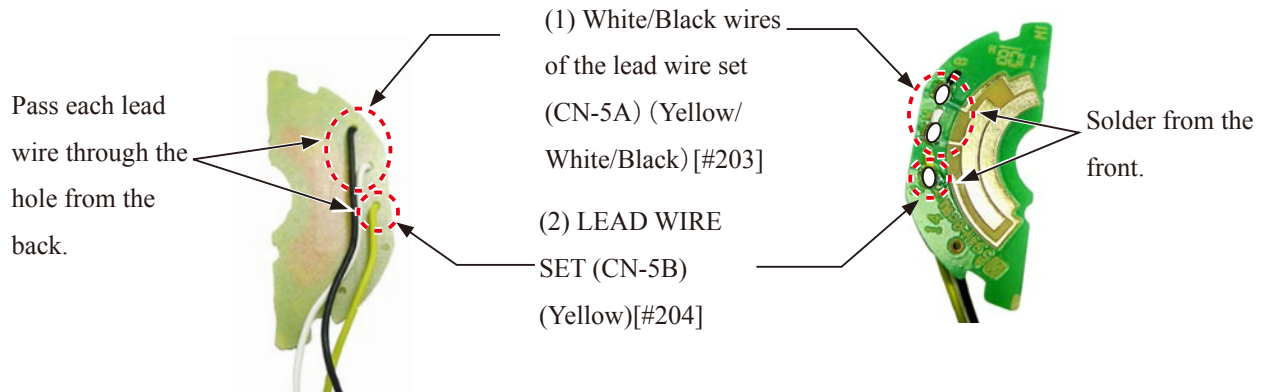 Pass each lead
wire through the
hole from the
back.
(1) White/Black wires
of the lead wire set
(CN-5A)（Yellow/
White/Black）[#203]
(2) LEAD WIRE
SET (CN-5B)
(Yellow)[#204]
Solder from the
front.
14